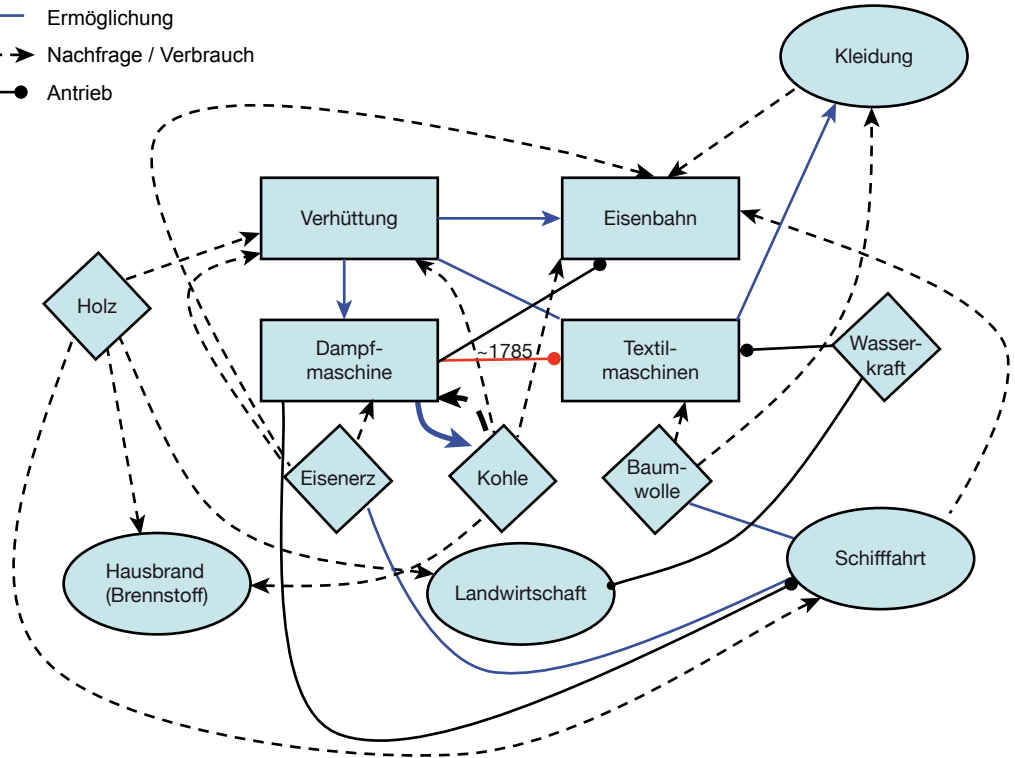 Ermöglichung
Nachfrage / Verbrauch
Antrieb
Kleidung
Verhüttung
Eisenbahn
Holz
Dampf-
maschine
~1785
Textil-
maschinen
Wasser-
kraft
Eisenerz
Kohle
Baum-
wolle
Hausbrand
(Brennstoff)
Landwirtschaft
Schifffahrt